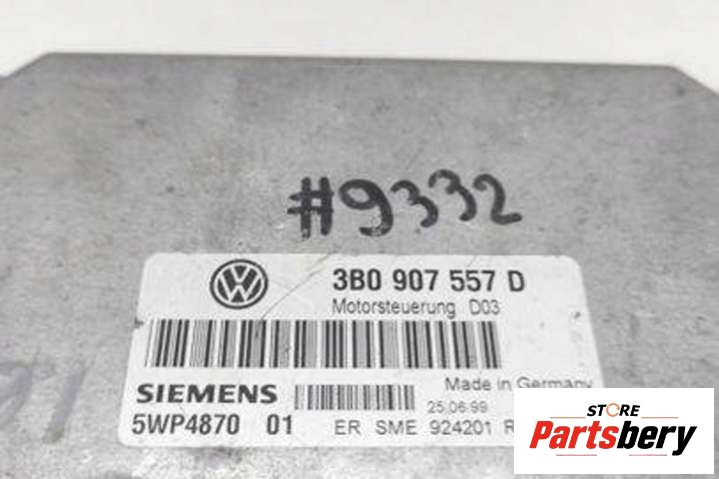 #9332
3B0 907 557 D
Motorsteuerung D03
SIEMENS
Made in Germany
25.06.99
5WP4870 01 ER SME 924201
STORE
Partsbery